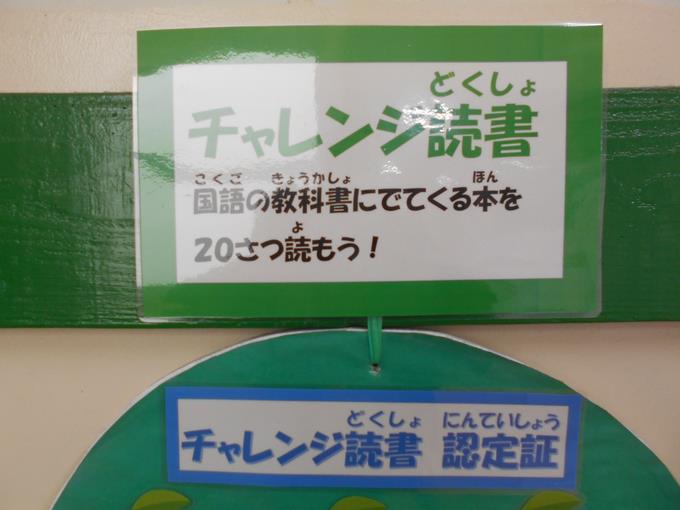 どくしょ
チャレンジ読書
こくご きょうかしょ ほん
国語の教科書にでてくる本を
よ
20さつ読もう！
どくしょ にんていしょう
チャレンジ読書 認定証